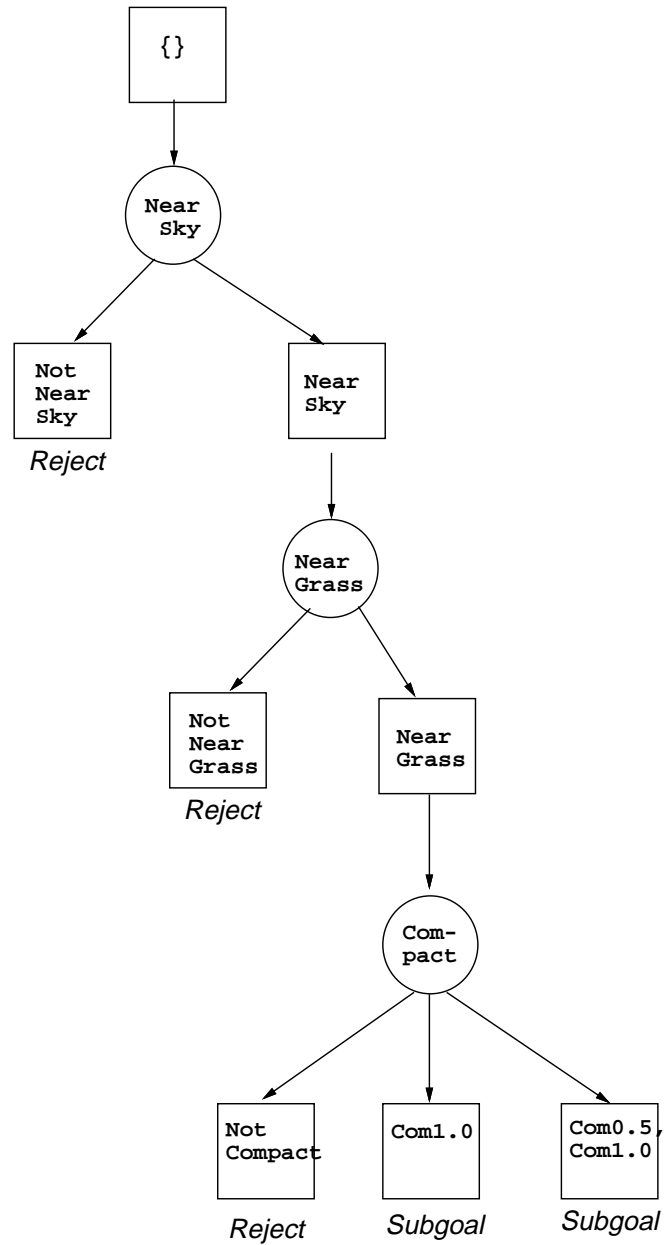 {}
Near
Sky
Not
Near
Sky
Reject
Near
Sky
Near
Grass
Not
Near
Grass
Reject
Near
Grass
Com-
pact
Not
Compact
Reject
Com1.0
Subgoal
Com0.5,
Com1.0
Subgoal